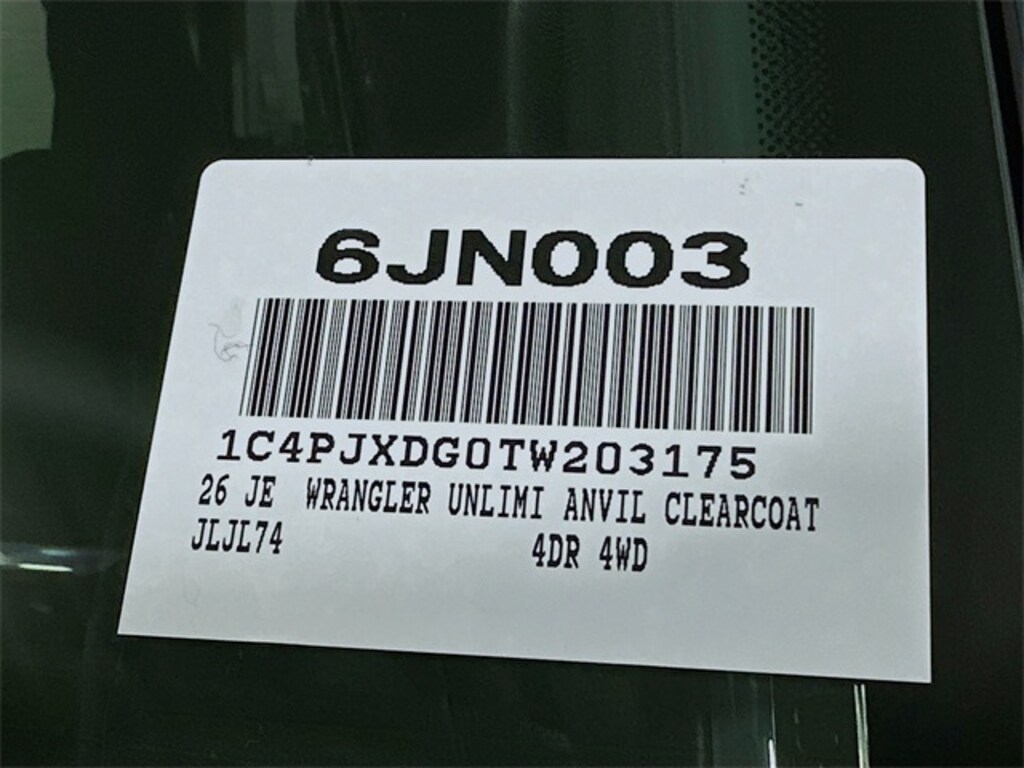 6JN003
1C4PJXDG0TW203175
26 JE WRANGLER UNLIMI ANVIL CLEARCOAT
JLJL74 4DR 4WD